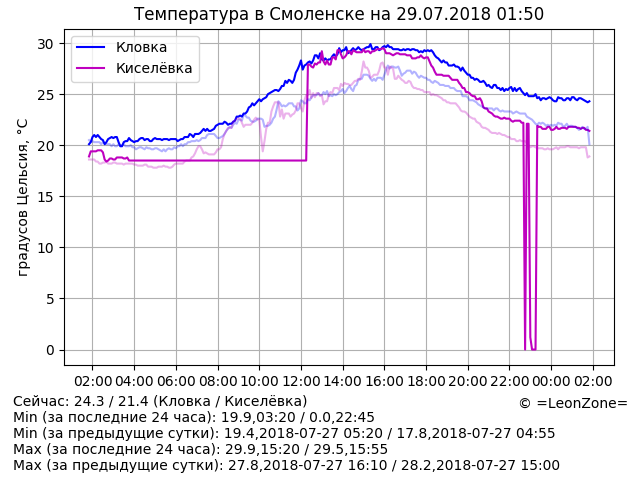 Температура в Смоленске на 29.07.2018 01:50
Кловка
Киселёвка
градусов Цельсия, °C
30
25
20
15
10
5
0
02:00 04:00 06:00 08:00 10:00 12:00 14:00 16:00 18:00 20:00 22:00 00:00 02:00
Сейчас: 24.3 / 21.4 (Кловка / Киселёвка)
© =LeonZone=
Min (за последние 24 часа): 19.9,03:20 / 0.0,22:45
Min (за предыдущие сутки): 19.4,2018-07-27 05:20 / 17.8,2018-07-27 04:55
Max (за последние 24 часа): 29.9,15:20 / 29.5,15:55
Max (за предыдущие сутки): 27.8,2018-07-27 16:10 / 28.2,2018-07-27 15:00